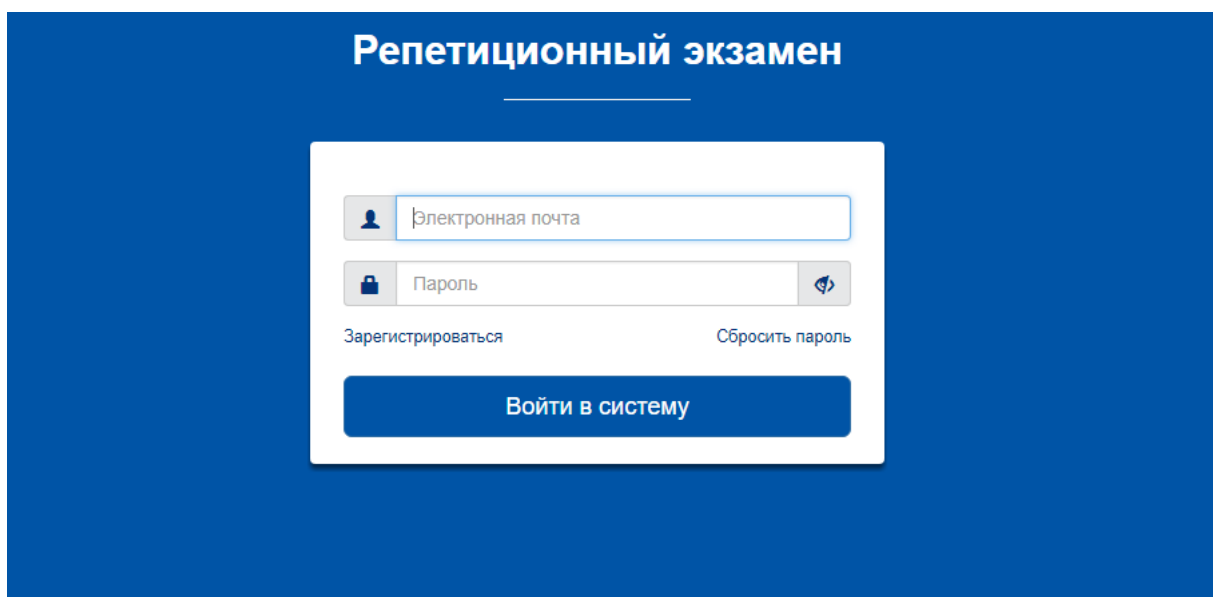 Репетиционный экзамен
Электронная почта
Пароль
Зарегистрироваться Сбросить пароль
Войти в систему